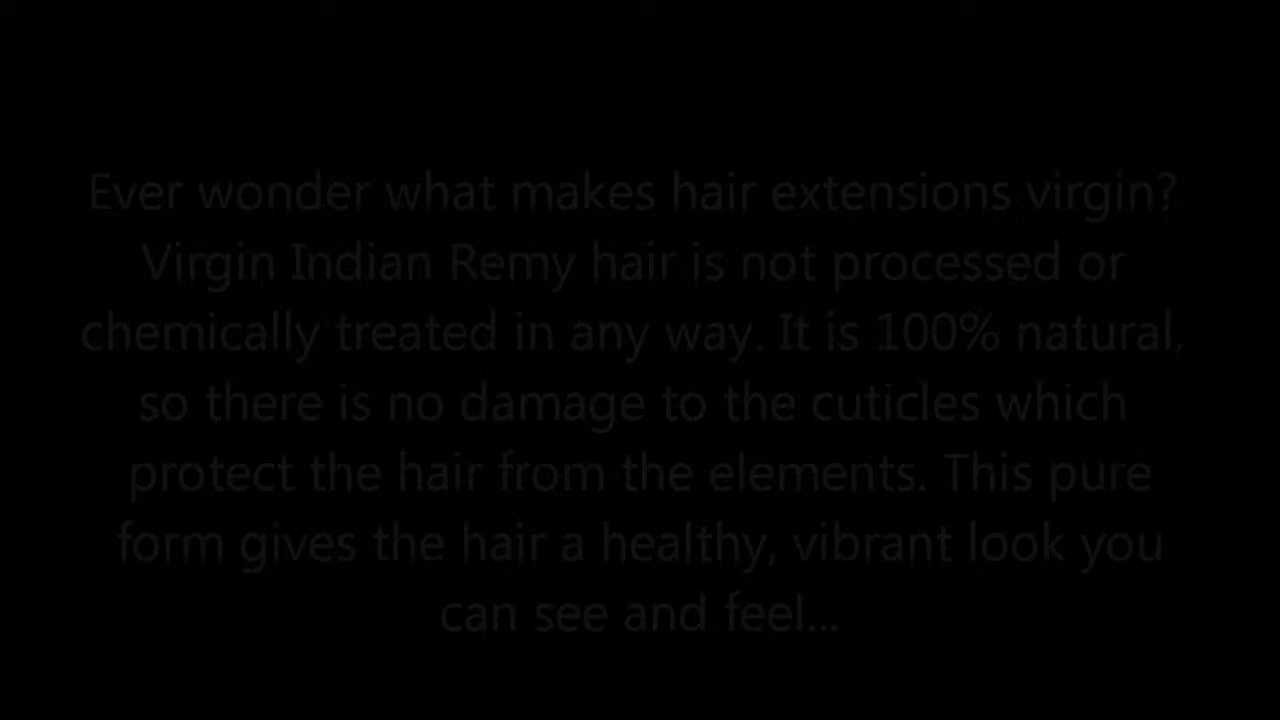 Ever wonder what makes hair extensions virgin?
Virgin Indian Remy hair is not processed or
chemically treated in any way. It is 100% natural,
so there is no damage to the cuticles which
protect the hair from the elements. This pure
form gives the hair a healthy, vibrant look you
can see and feel...